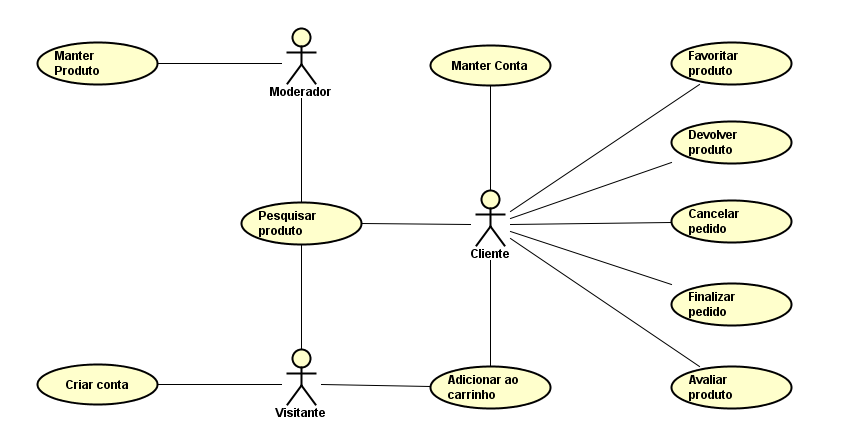 Manter
Produto
Moderador
Manter Conta
Favoritar
produto
Devolver
produto
Pesquisar
produto
Cliente
Cancelar
pedido
Finalizar
pedido
Criar conta
Visitante
Adicionar ao
carrinho
Avaliar
produto